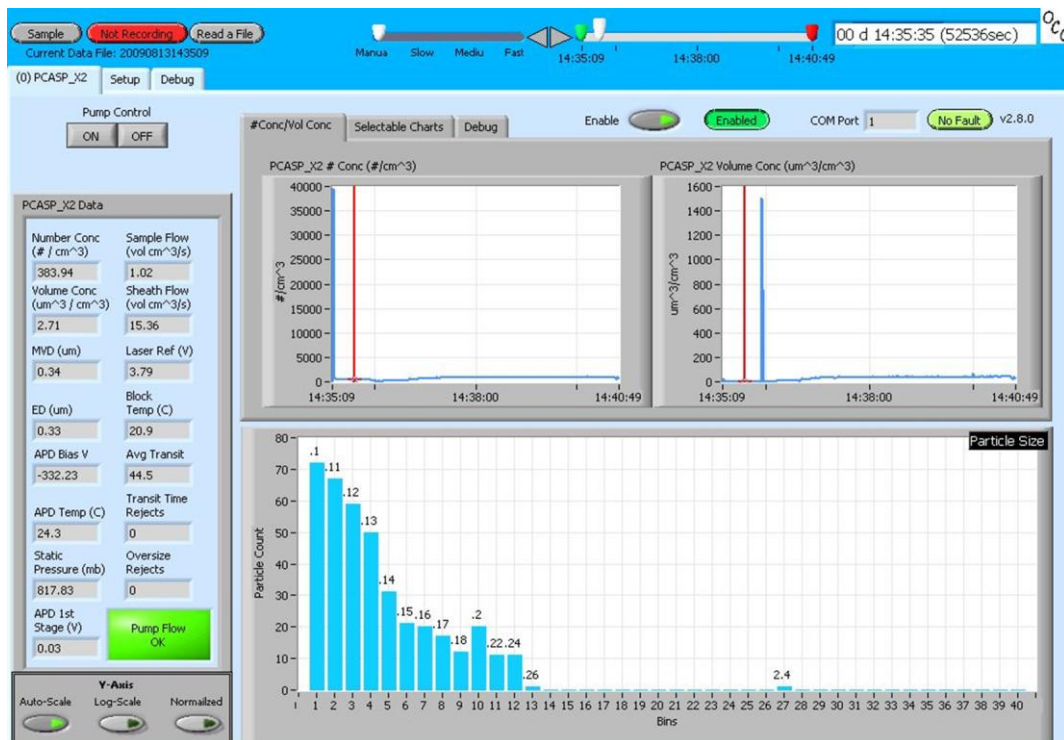 Sample Not Recording Read a File
Current Data File: 20090813143509
Manua Slow Mediu Fast
14:35:09 14:38:00 14:40:49
00 d 14:35:35 (52536sec)
(0) PCASP_X2 Setup Debug
Pump Control
ON OFF
#Conc/Vol Conc Selectable Charts Debug
Enable Enabled COM Port 1 No Fault v2.8.0
PCASP_X2 Data
Number Conc
(# / cm^3)
383.94
Sample Flow
(vol cm^3/s)
1.02
Volume Conc
(um^3 / cm^3)
2.71
Sheath Flow
(vol cm^3/s)
15.36
MVD (um)
0.34
Laser Ref (V)
3.79
ED (um)
0.33
Block
Temp (C)
20.9
APD Bias V
-332.23
Avg Transit
44.5
APD Temp (C)
24.3
Transit Time
Rejects
0
Static
Pressure (mb)
817.83
Oversize
Rejects
0
APD 1st
Stage (V)
0.03
Pump Flow
OK
Y-Axis
Auto-Scale Log-Scale Normailzed
PCASP_X2 # Conc (#/cm^3)
40000
35000
30000
25000
20000
15000
10000
5000
0
#/cm^3
14:35:09 14:38:00 14:40:49
PCASP_X2 Volume Conc (um^3/cm^3)
1600
1400
1200
1000
800
600
400
200
0
um^3/cm^3
14:35:09 14:38:00 14:40:49
Particle Size
80
70
60
50
40
30
20
10
0
Particle Count
.1 .11 .12 .13 .14 .15 .16 .17 .18 .2 .22 .24 .26 2.4
1 2 3 4 5 6 7 8 9 10 11 12 13 14 15 16 17 18 19 20 21 22 23 24 25 26 27 28 29 30 31 32 33 34 35 36 37 38 39 40
Bins